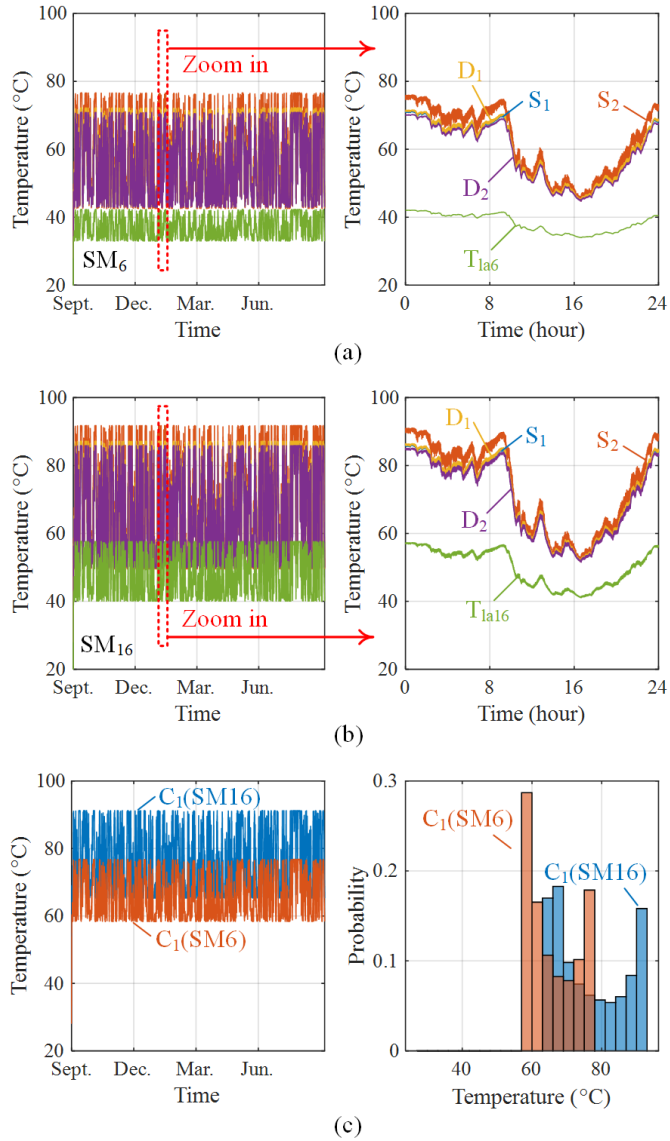 100
80
60
40
20
Temperature (°C)
Zoom in
SM6
Sept. Dec. Mar. Jun.
Time
100
80
60
40
20
Temperature (°C)
D1
S1
S2
D2
Tla6
0 8 16 24
Time (hour)
(a)
100
80
60
40
20
Temperature (°C)
Zoom in
SM16
Sept. Dec. Mar. Jun.
Time
100
80
60
40
20
Temperature (°C)
D1
S1
S2
D2
Tla16
0 8 16 24
Time (hour)
(b)
100
80
60
40
20
Temperature (°C)
C1(SM16)
C1(SM6)
Sept. Dec. Mar. Jun.
Time
0.3
0.2
0.1
0
Probability
C1(SM6)
C1(SM16)
40 60 80
Temperature (°C)
(c)